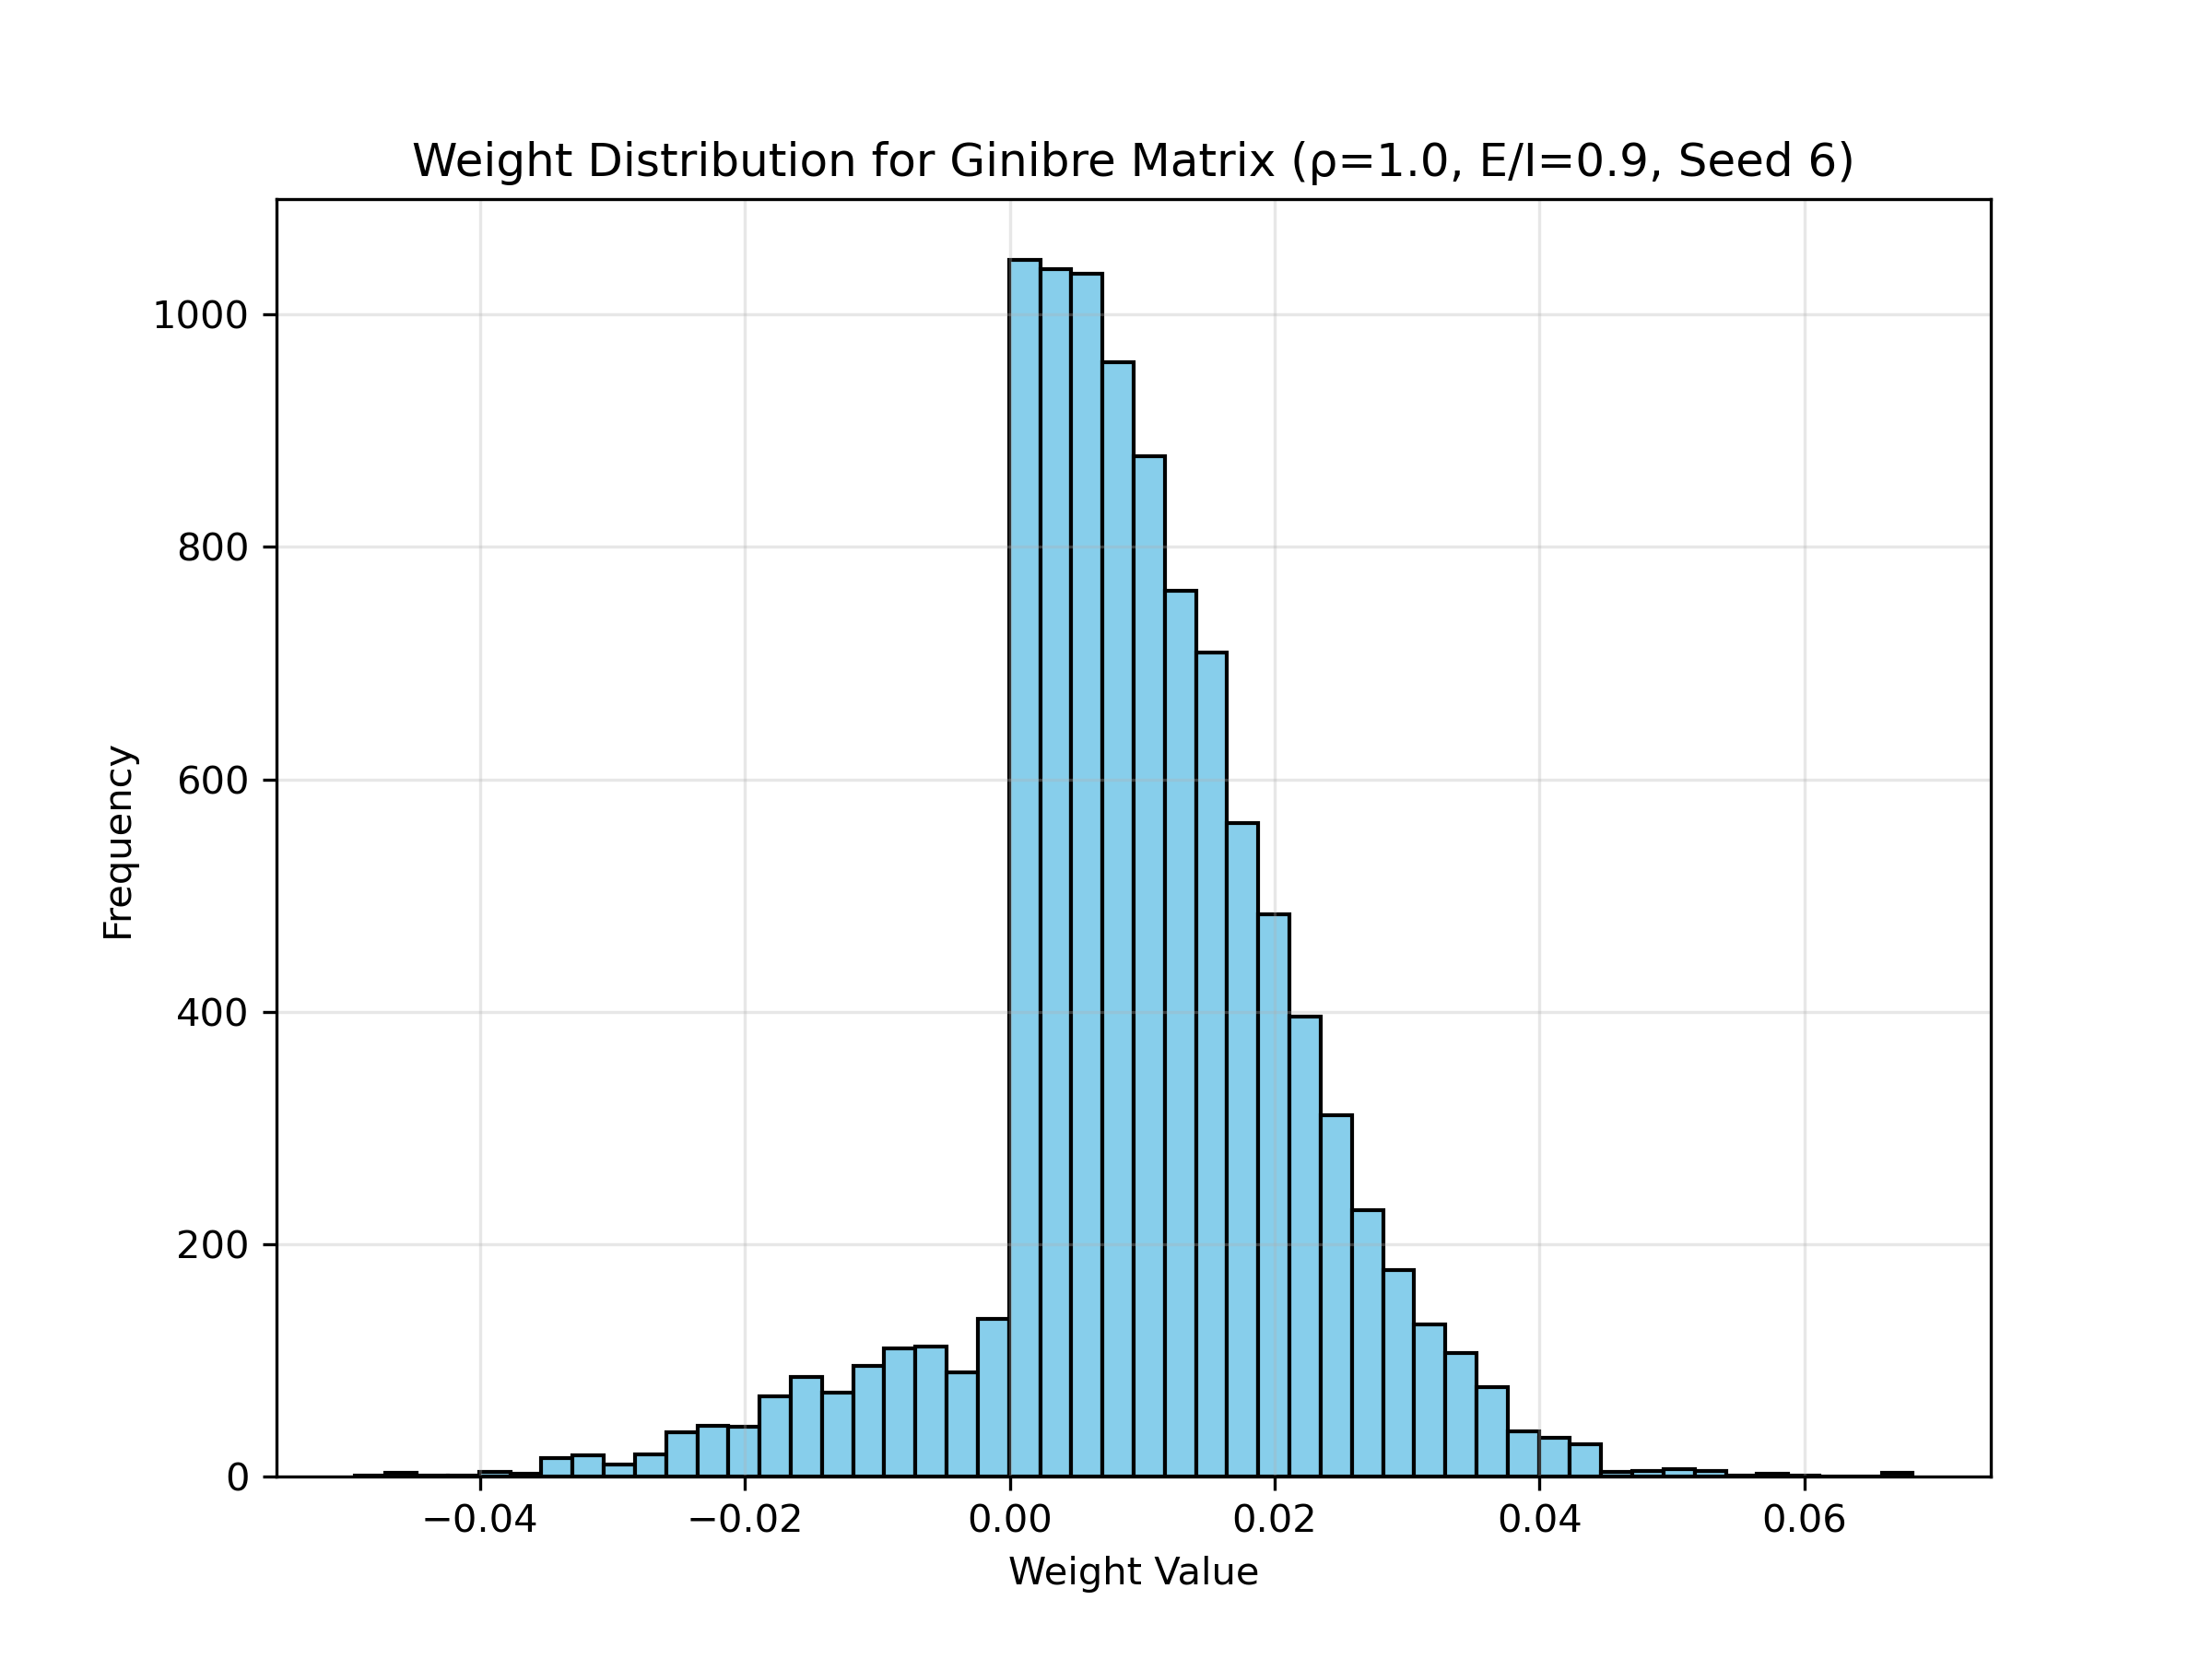 Weight Distribution for Ginibre Matrix (ρ=1.0, E/I=0.9, Seed 6)
1000
800
600
400
200
0
Frequency
−0.04 −0.02 0.00 0.02 0.04 0.06
Weight Value